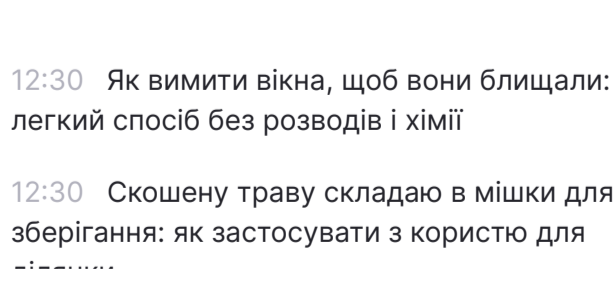 12:30 Як вимити вікна, щоб вони блищали:
легкий спосіб без розводів і хімії
12:30 Скошену траву складаю в мішки для
зберігання: як застосувати з користю для